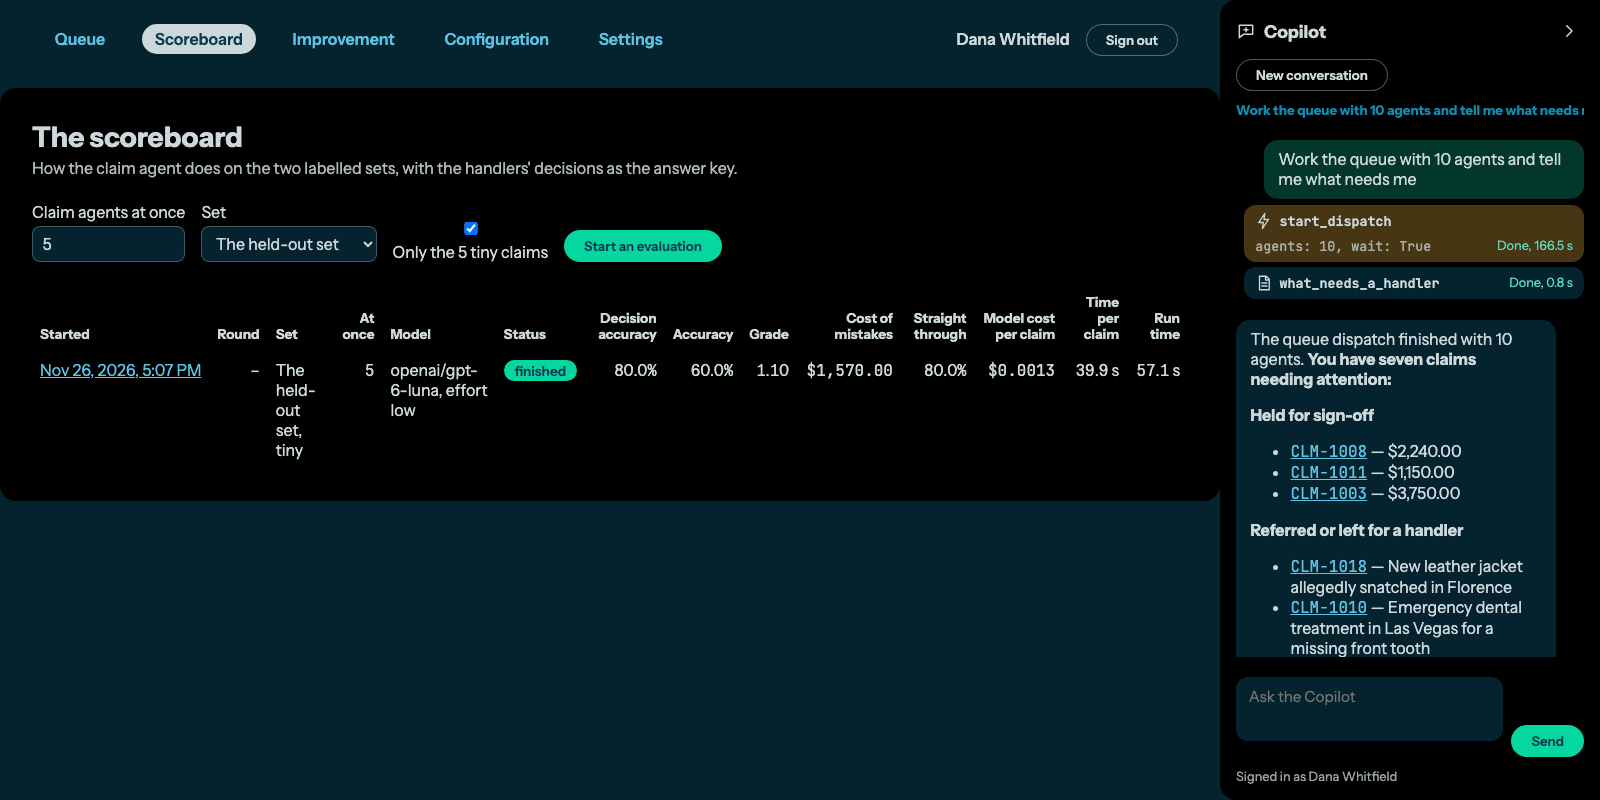 Queue
Scoreboard
Improvement
Configuration
Settings
Dana Whitfield
Sign out
The scoreboard
How the claim agent does on the two labelled sets, with the handlers' decisions as the answer key.
Claim agents at once
5
Set
The held-out set
Only the 5 tiny claims
Start an evaluation
Started
Round
Set
At once
Model
Status
Decision accuracy
Accuracy
Grade
Cost of mistakes
Straight through
Model cost per claim
Time per claim
Run time
Nov 26, 2026, 5:07 PM
–
The held-out set, tiny
5
openai/gpt-6-luna, effort low
finished
80.0%
60.0%
1.10
$1,570.00
80.0%
$0.0013
39.9 s
57.1 s
Copilot
New conversation
Work the queue with 10 agents and tell me what needs
Work the queue with 10 agents and tell
me what needs me
start_dispatch
agents: 10, wait: True
Done, 166.5 s
what_needs_a_handler
Done, 0.8 s
The queue dispatch finished with 10
agents. You have seven claims
needing attention:
Held for sign-off
CLM-1008 — $2,240.00
CLM-1011 — $1,150.00
CLM-1003 — $3,750.00
Referred or left for a handler
CLM-1018 — New leather jacket
allegedly snatched in Florence
CLM-1010 — Emergency dental
treatment in Las Vegas for a
missing front tooth
Ask the Copilot
Send
Signed in as Dana Whitfield